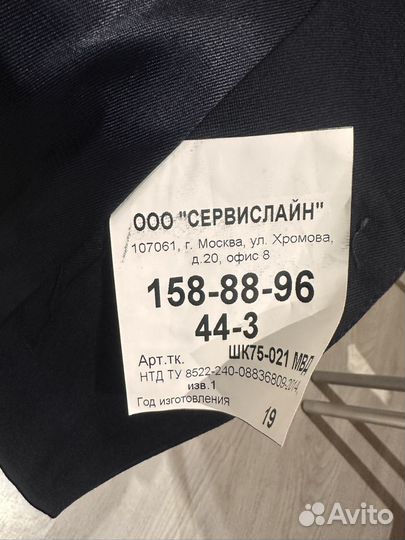 ООО "СЕРВИСЛАЙН"
107061, г. Москва, ул. Хромова,
д.20, офис 8
158-88-96
44-3
Арт.тк. ШК75-021 МВД
НТД ТУ 8522-240-08836809-2014
изв.1
Год изготовления 19
Avito